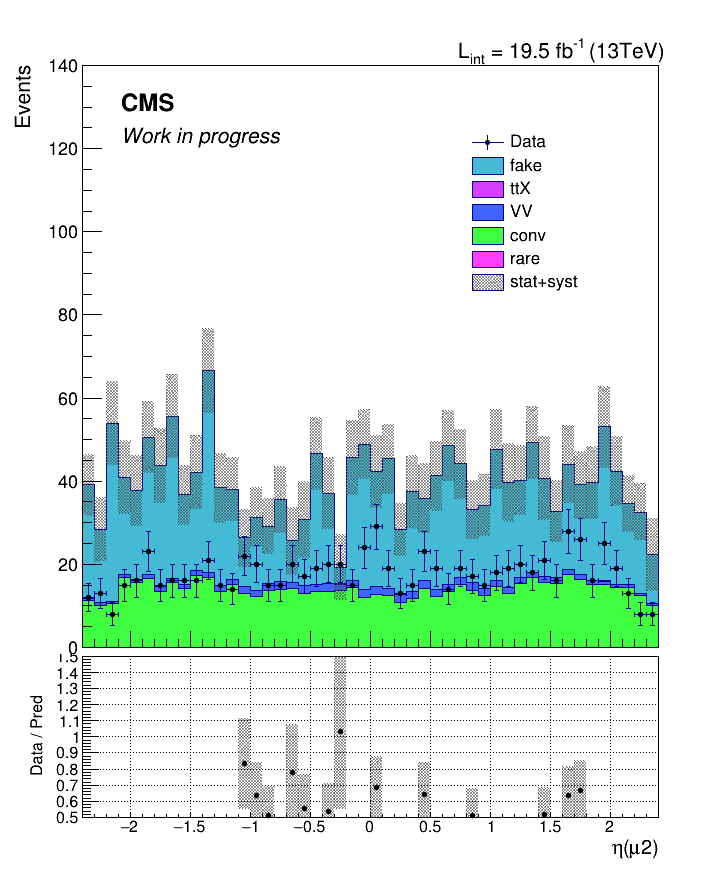 L_int = 19.5 fb^-1 (13TeV)
Events
140
120
100
80
60
40
20
0
CMS
Work in progress
Data
fake
ttX
VV
conv
rare
stat+syst
Data / Pred
1.5
1.4
1.3
1.2
1.1
1
0.9
0.8
0.7
0.6
0.5
−2 −1.5 −1 −0.5 0 0.5 1 1.5 2
η(μ2)